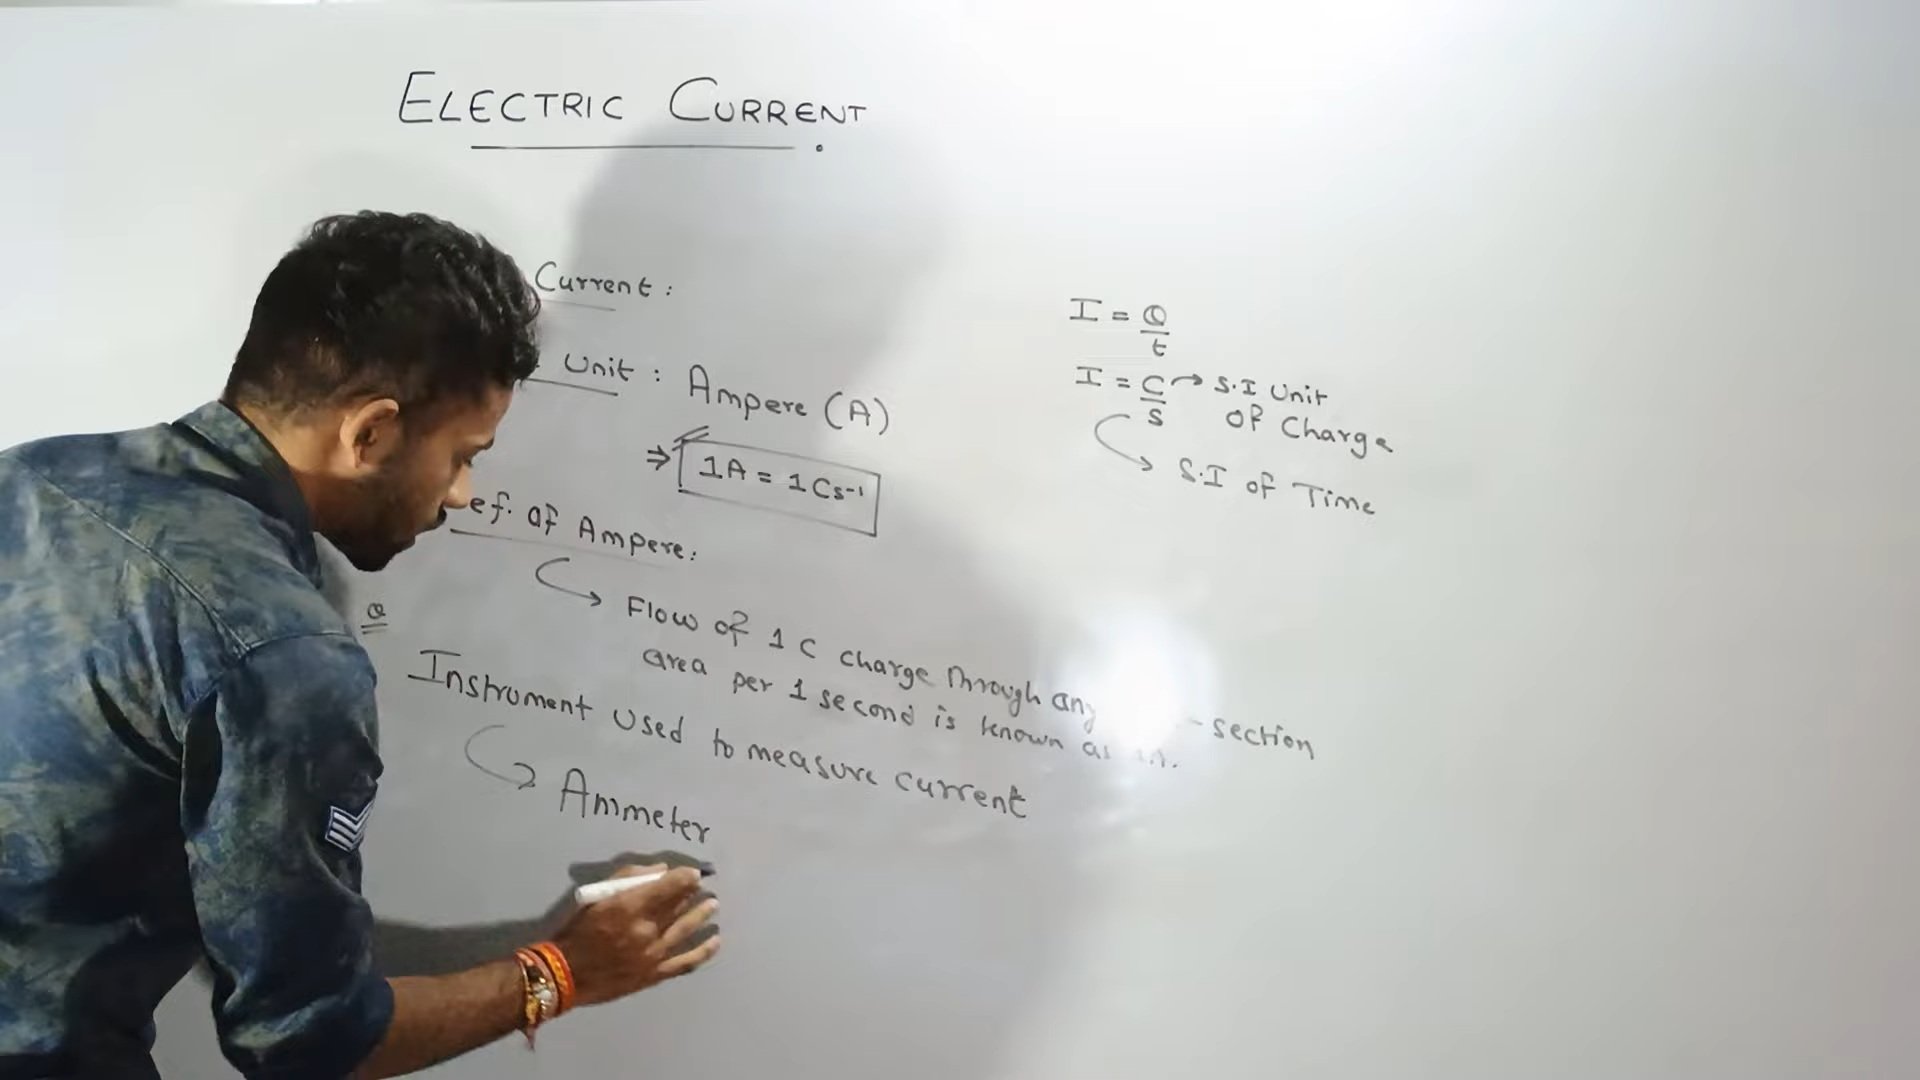 ELECTRIC CURRENT
Current :
Unit : Ampere (A)
⇒ 1A = 1Cs⁻¹
ef. of Ampere:
Flow of 1 C charge through any -section
area per 1 second is known as 1A.
Q
Instrument Used to measure current
Ammeter
I = Q/t
I = C/s → S.I Unit
of Charge
S.I of Time